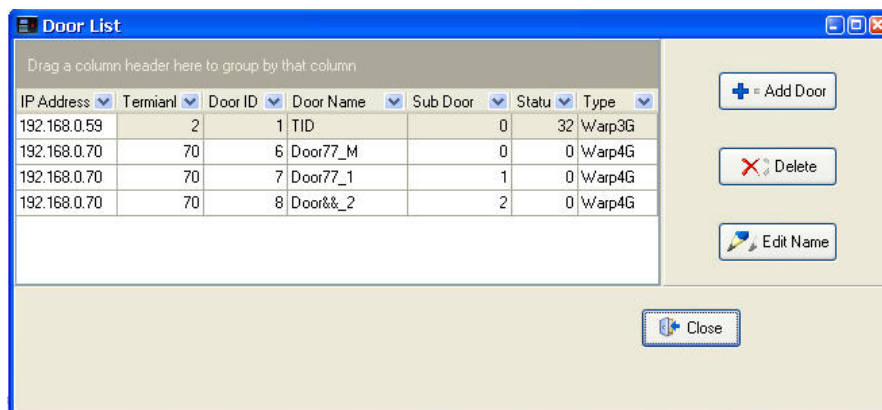 Door List
Drag a column header here to group by that column
IP Address Termianl Door ID Door Name Sub Door Statu Type
192.168.0.59 2 1 TID 0 32 Warp3G
192.168.0.70 70 6 Door77_M 0 0 Warp4G
192.168.0.70 70 7 Door77_1 1 0 Warp4G
192.168.0.70 70 8 Door&&_2 2 0 Warp4G
Add Door
Delete
Edit Name
Close